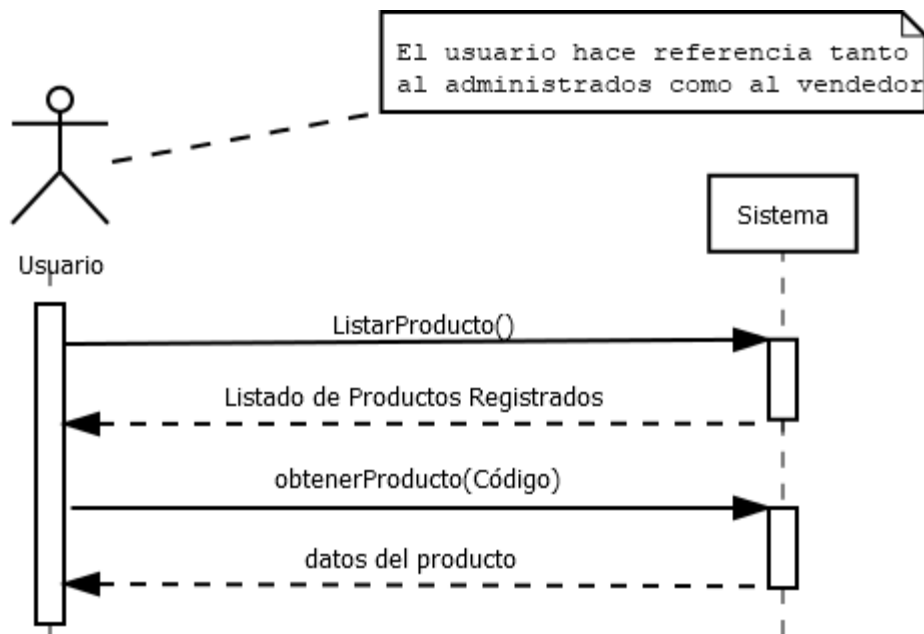 El usuario hace referencia tanto
al administrados como al vendedor
Sistema
Usuario
ListarProducto()
Listado de Productos Registrados
obtenerProducto(Código)
datos del producto